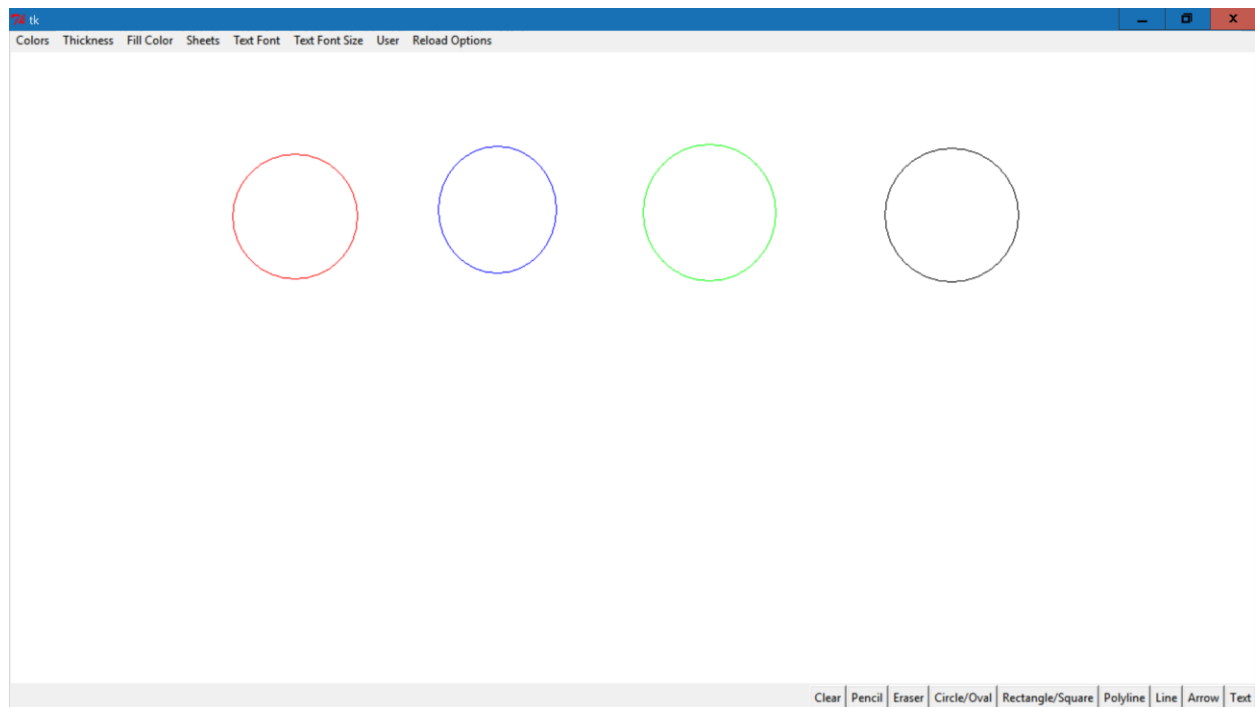 tk
Colors Thickness Fill Color Sheets Text Font Text Font Size User Reload Options
Clear Pencil Eraser Circle/Oval Rectangle/Square Polyline Line Arrow Text